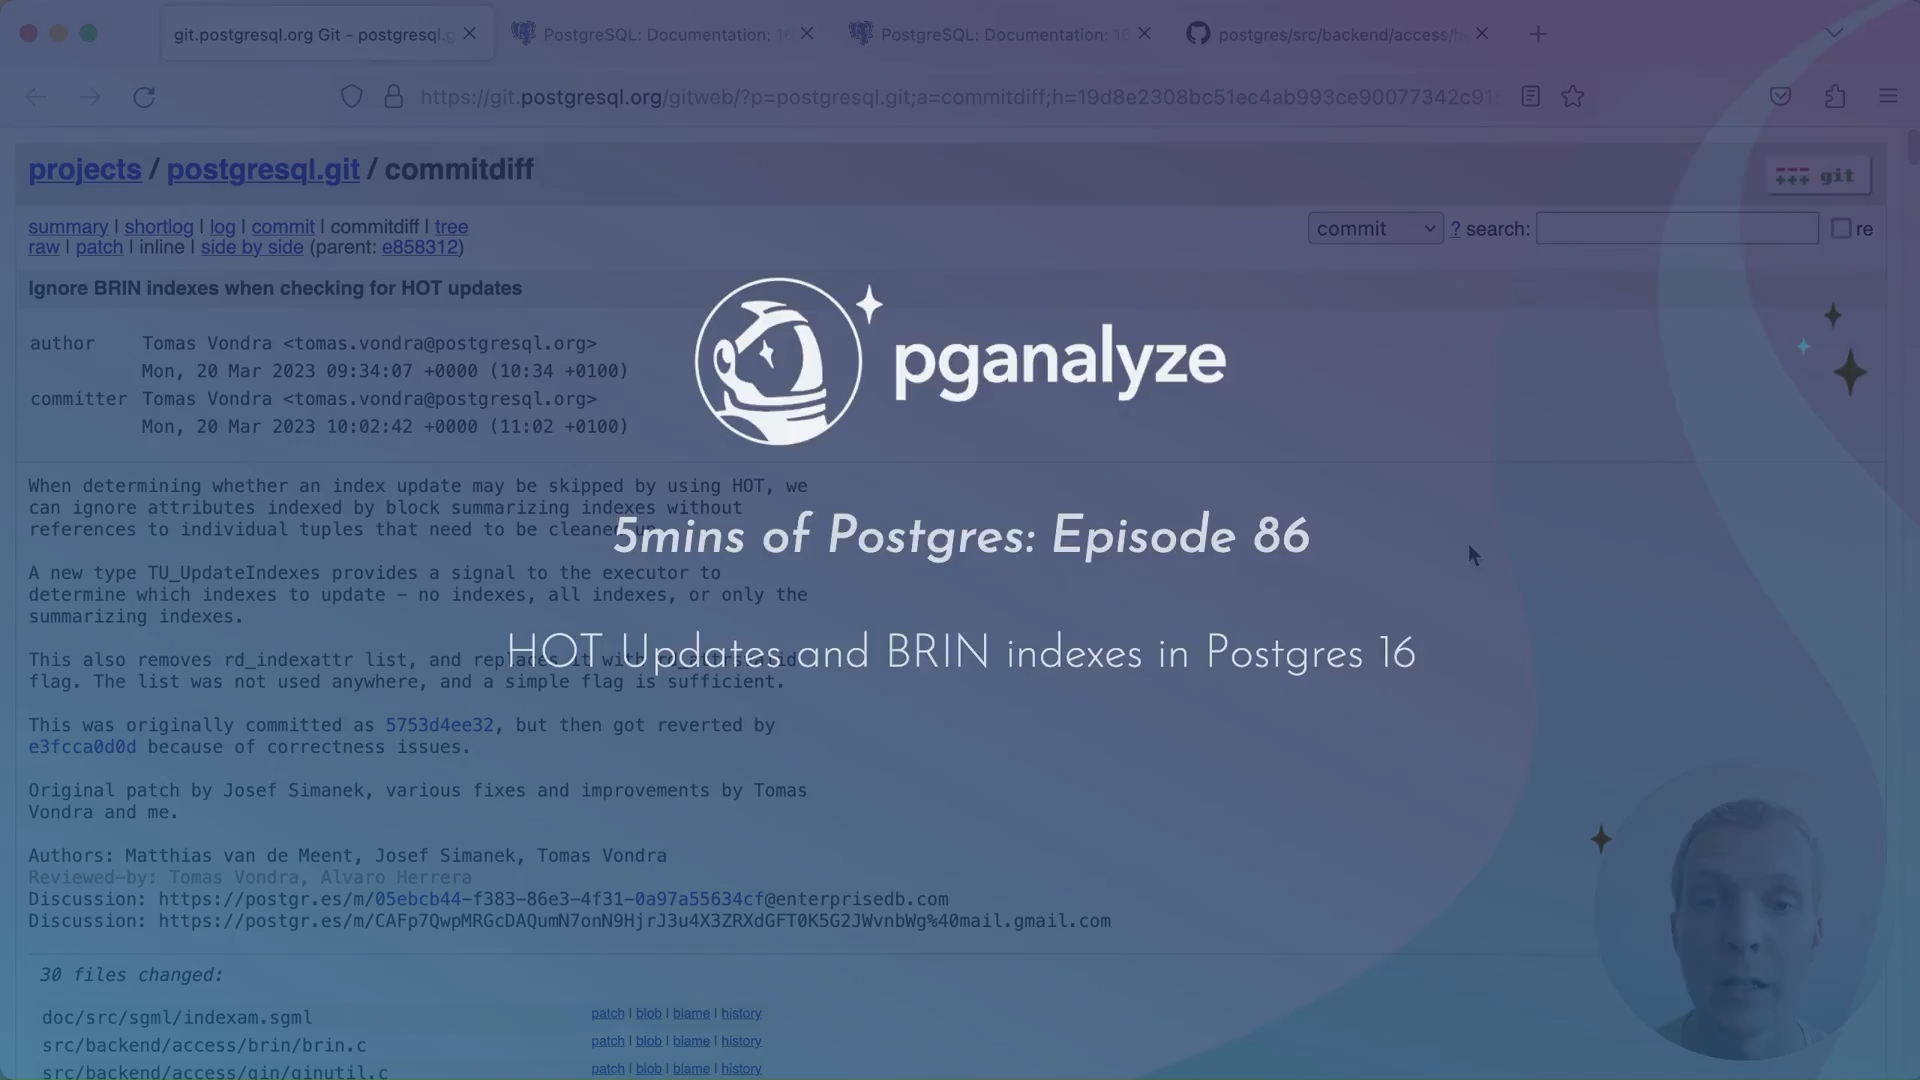 git.postgresql.org Git - postgresql.g
PostgreSQL: Documentation: 16
PostgreSQL: Documentation: 16
postgres/src/backend/access/h
https://git.postgresql.org/gitweb/?p=postgresql.git;a=commitdiff;h=19d8e2308bc51ec4ab993ce90077342c915
projects / postgresql.git / commitdiff
git
summary | shortlog | log | commit | commitdiff | tree
commit ? search: re
raw | patch | inline | side by side (parent: e858312)
Ignore BRIN indexes when checking for HOT updates
author Tomas Vondra <tomas.vondra@postgresql.org>
Mon, 20 Mar 2023 09:34:07 +0000 (10:34 +0100)
committer Tomas Vondra <tomas.vondra@postgresql.org>
Mon, 20 Mar 2023 10:02:42 +0000 (11:02 +0100)
pganalyze
When determining whether an index update may be skipped by using HOT, we
can ignore attributes indexed by block summarizing indexes without
references to individual tuples that need to be cleaned
5mins of Postgres: Episode 86
A new type TU_UpdateIndexes provides a signal to the executor to
determine which indexes to update - no indexes, all indexes, or only the
summarizing indexes.
HOT Updates and BRIN indexes in Postgres 16
This also removes rd_indexattr list, and
flag. The list was not used anywhere, and a simple flag is sufficient.
This was originally committed as 5753d4ee32, but then got reverted by
e3fcca0d0d because of correctness issues.
Original patch by Josef Simanek, various fixes and improvements by Tomas
Vondra and me.
Authors: Matthias van de Meent, Josef Simanek, Tomas Vondra
Reviewed-by: Tomas Vondra, Alvaro Herrera
Discussion: https://postgr.es/m/05ebcb44-f383-86e3-4f31-0a97a55634cf@enterprisedb.com
Discussion: https://postgr.es/m/CAFp7QwpMRGcDAQumN7onN9HjrJ3u4X3ZRXdGFT0K5G2JWvnbWg%40mail.gmail.com
30 files changed:
doc/src/sgml/indexam.sgml patch | blob | blame | history
src/backend/access/brin/brin.c patch | blob | blame | history
src/backend/access/gin/ginutil.c patch | blob | blame | history